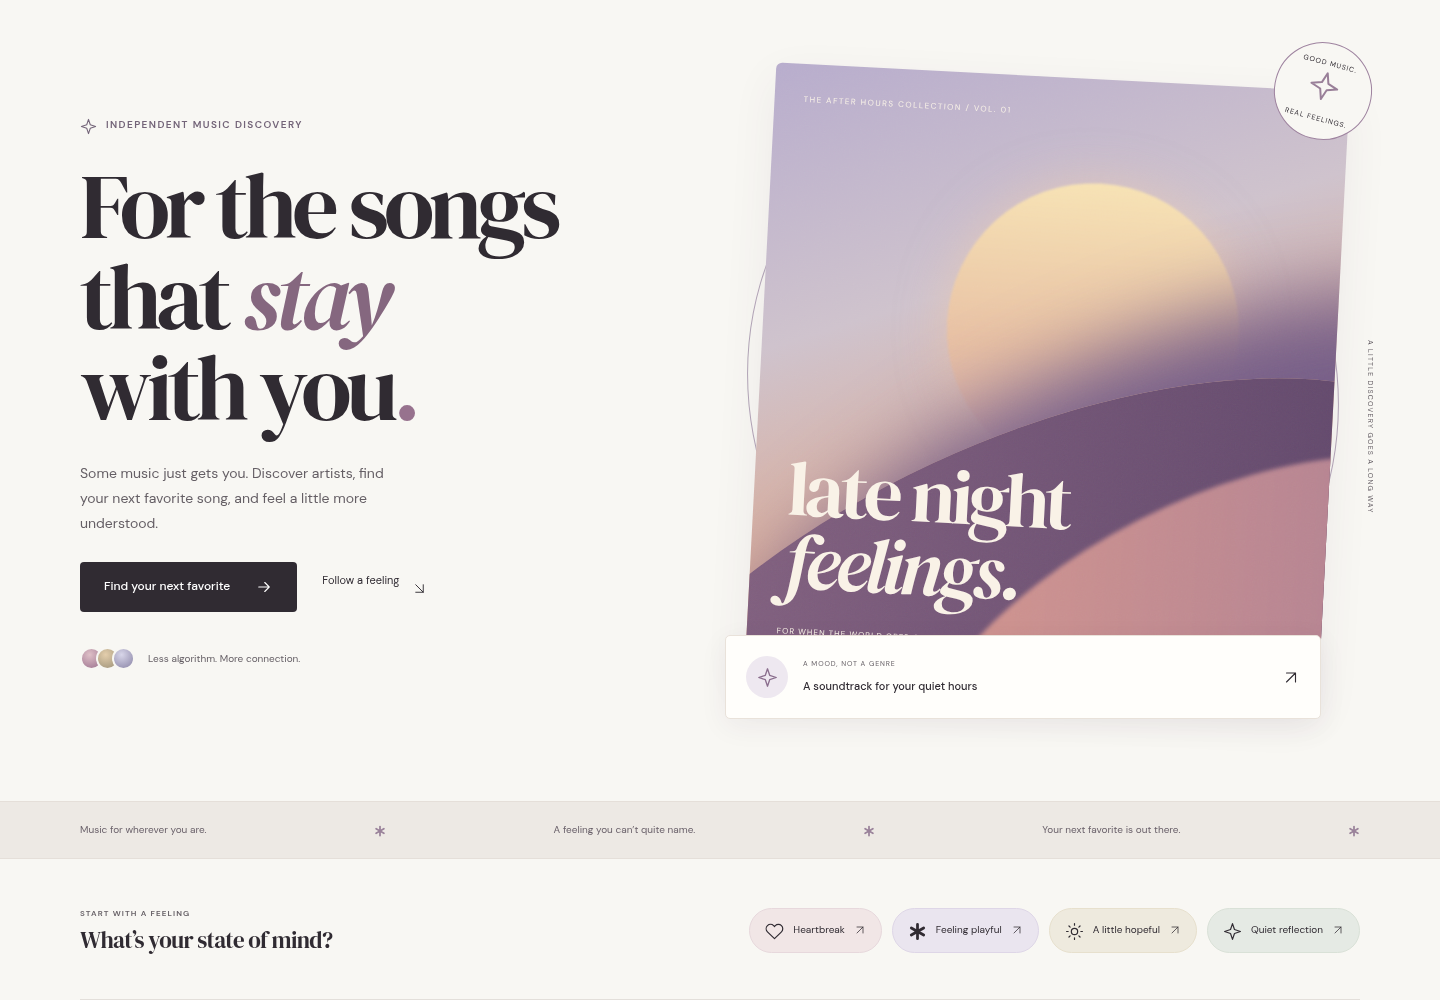 INDEPENDENT MUSIC DISCOVERY
For the songs
that stay
with you.
Some music just gets you. Discover artists, find
your next favorite song, and feel a little more
understood.
Find your next favorite
Follow a feeling
Less algorithm. More connection.
THE AFTER HOURS COLLECTION / VOL. 01
GOOD MUSIC.
REAL FEELINGS.
late night
feelings.
FOR WHEN THE WORLD
A LITTLE DISCOVERY GOES A LONG WAY
A MOOD, NOT A GENRE
A soundtrack for your quiet hours
Music for wherever you are.
A feeling you can’t quite name.
Your next favorite is out there.
START WITH A FEELING
What’s your state of mind?
Heartbreak
Feeling playful
A little hopeful
Quiet reflection